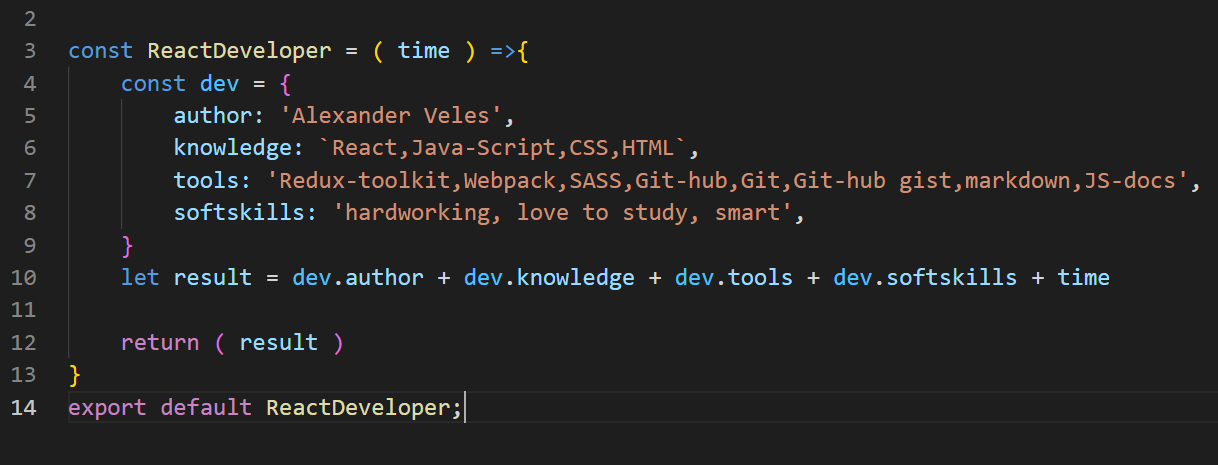 2
3 const ReactDeveloper = ( time ) =>{
4 const dev = {
5 author: 'Alexander Veles',
6 knowledge: `React,Java-Script,CSS,HTML`,
7 tools: 'Redux-toolkit,Webpack,SASS,Git-hub,Git,Git-hub gist,markdown,JS-docs',
8 softskills: 'hardworking, love to study, smart',
9 }
10 let result = dev.author + dev.knowledge + dev.tools + dev.softskills + time
11
12 return ( result )
13 }
14 export default ReactDeveloper;